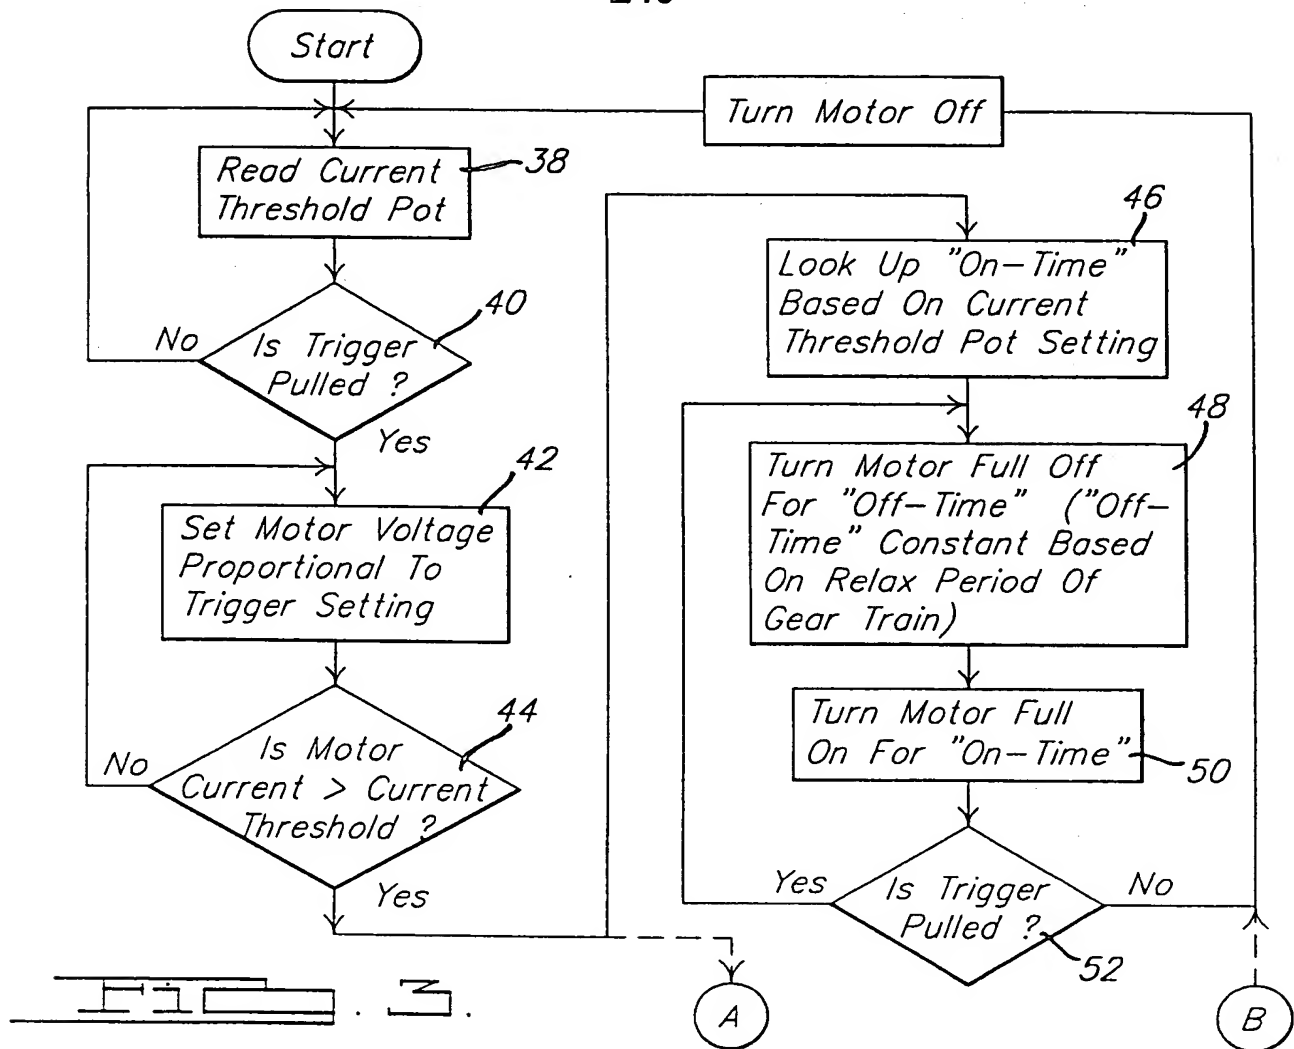 Start
Turn Motor Off
Read Current
Threshold Pot
38
Is Trigger
Pulled ?
40
No
Yes
Set Motor Voltage
Proportional To
Trigger Setting
42
Is Motor
Current > Current
Threshold ?
44
No
Yes
Look Up "On-Time"
Based On Current
Threshold Pot Setting
46
Turn Motor Full Off
For "Off-Time" ("Off-
Time" Constant Based
On Relax Period Of
Gear Train)
48
Turn Motor Full
On For "On-Time"
50
Is Trigger
Pulled ?
52
Yes
No
A
B
FIG. 3.